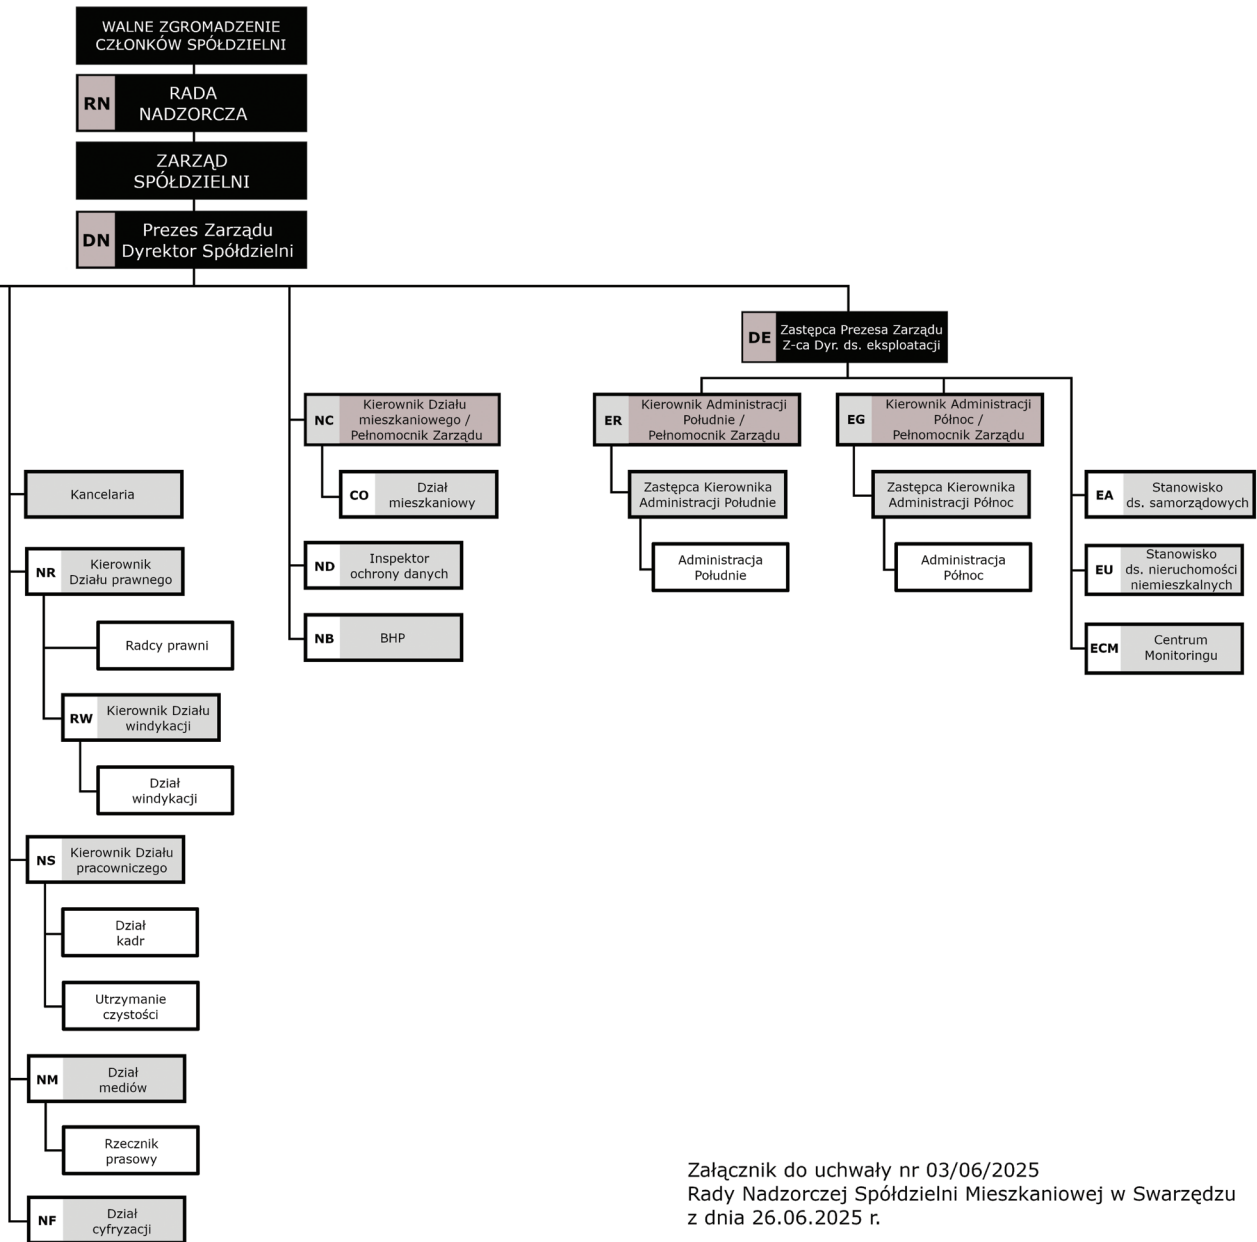 WALNE ZGROMADZENIE
CZŁONKÓW SPÓŁDZIELNI
RN
RADA
NADZORCZA
ZARZĄD
SPÓŁDZIELNI
DN
Prezes Zarządu
Dyrektor Spółdzielni
DE
Zastępca Prezesa Zarządu
Z-ca Dyr. ds. eksploatacji
Kancelaria
NR
Kierownik
Działu prawnego
Radcy prawni
RW
Kierownik Działu
windykacji
Dział
windykacji
NS
Kierownik Działu
pracowniczego
Dział
kadr
Utrzymanie
czystości
NM
Dział
mediów
Rzecznik
prasowy
NF
Dział
cyfryzacji
NC
Kierownik Działu
mieszkaniowego /
Pełnomocnik Zarządu
CO
Dział
mieszkaniowy
ND
Inspektor
ochrony danych
NB
BHP
ER
Kierownik Administracji
Południe /
Pełnomocnik Zarządu
Zastępca Kierownika
Administracji Południe
Administracja
Południe
EG
Kierownik Administracji
Północ /
Pełnomocnik Zarządu
Zastępca Kierownika
Administracji Północ
Administracja
Północ
EA
Stanowisko
ds. samorządowych
EU
Stanowisko
ds. nieruchomości
niemieszkalnych
ECM
Centrum
Monitoringu
Załącznik do uchwały nr 03/06/2025
Rady Nadzorczej Spółdzielni Mieszkaniowej w Swarzędzu
z dnia 26.06.2025 r.